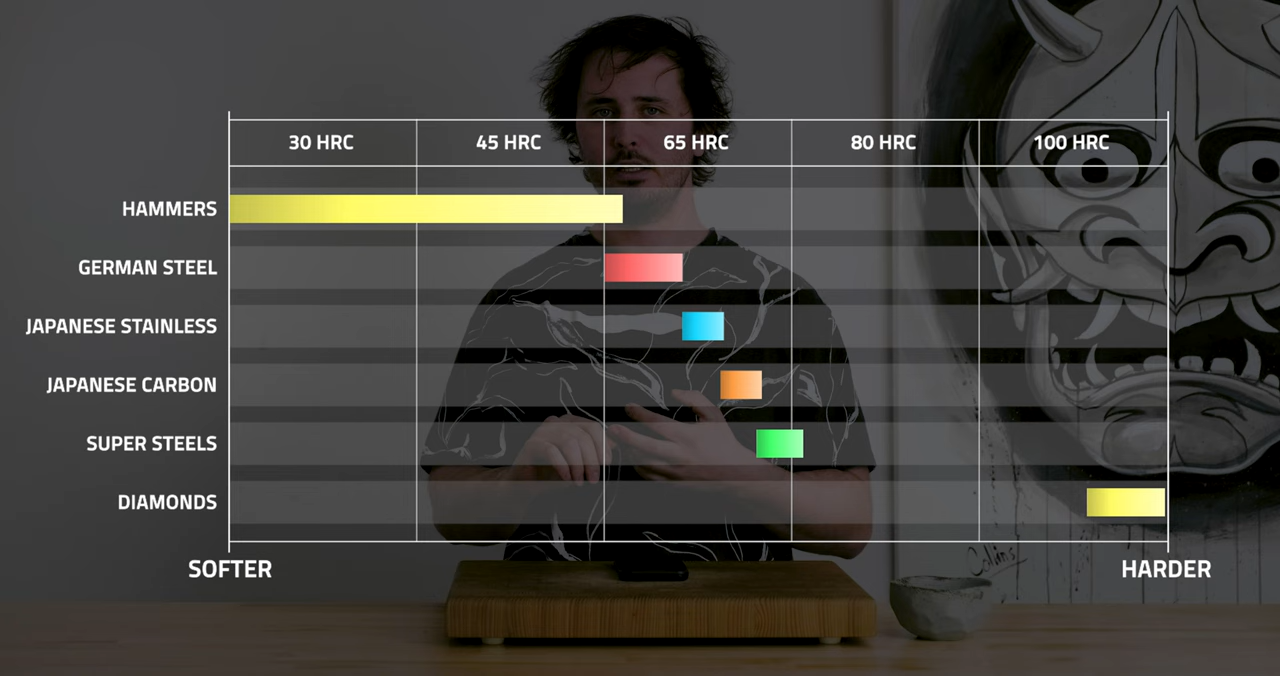 30 HRC 45 HRC 65 HRC 80 HRC 100 HRC
HAMMERS
GERMAN STEEL
JAPANESE STAINLESS
JAPANESE CARBON
SUPER STEELS
DIAMONDS
SOFTER HARDER